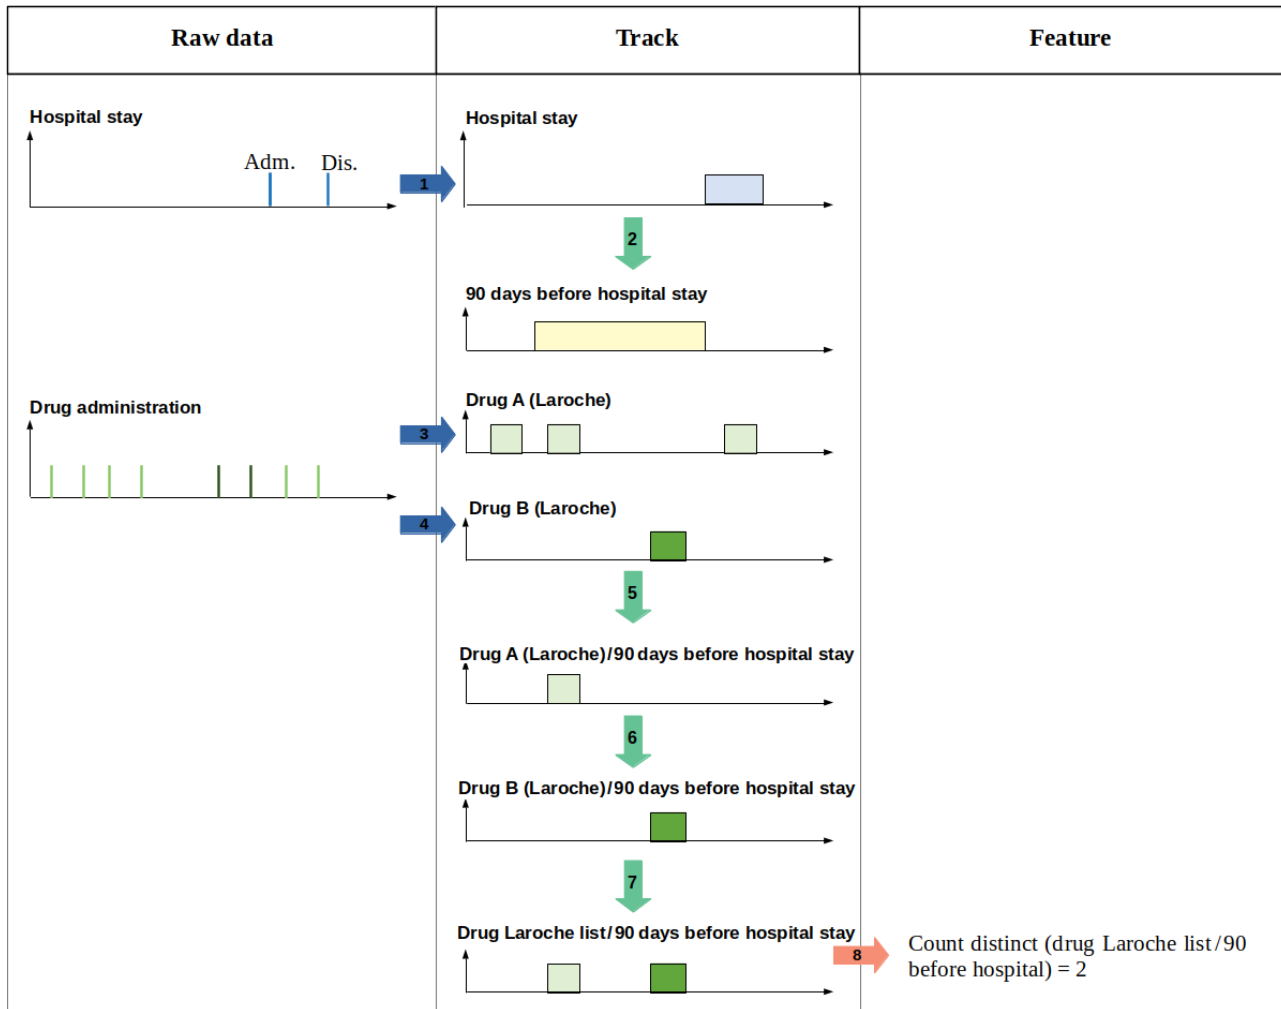 Raw data
Track
Feature
Hospital stay
Adm.
Dis.
1
Hospital stay
2
90 days before hospital stay
Drug administration
3
Drug A (Laroche)
4
Drug B (Laroche)
5
Drug A (Laroche)/90 days before hospital stay
6
Drug B (Laroche)/90 days before hospital stay
7
Drug Laroche list/90 days before hospital stay
8
Count distinct (drug Laroche list/90
before hospital) = 2